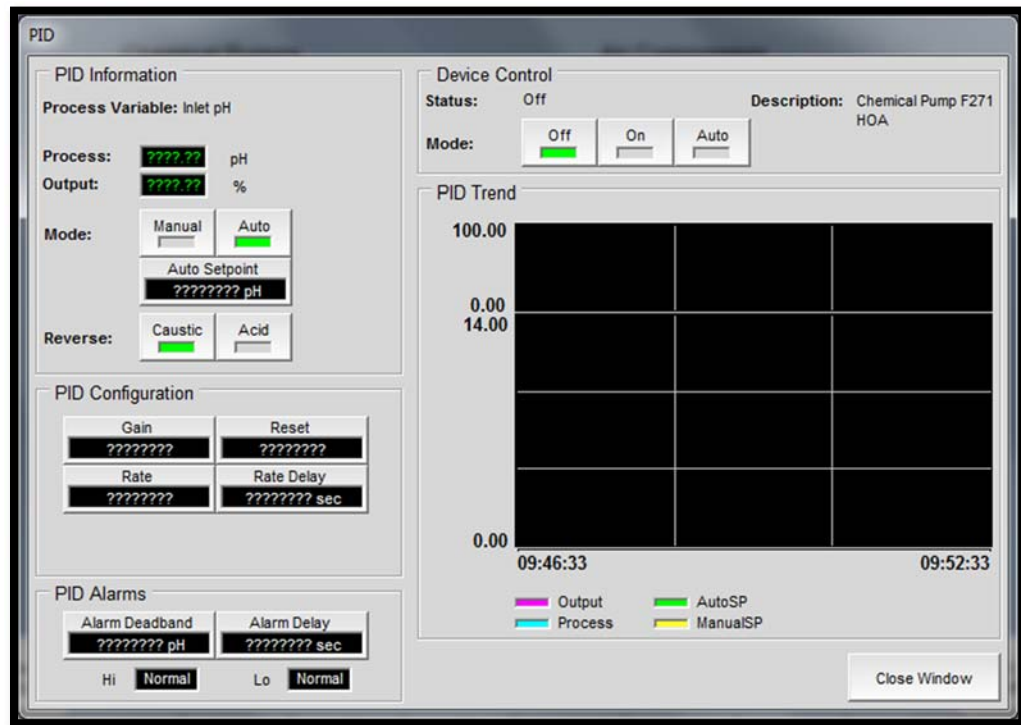 PID
PID Information
Process Variable: Inlet pH
Process: ????.?? pH
Output: ????.?? %
Mode: Manual Auto
Auto Setpoint
???????? pH
Reverse: Caustic Acid
PID Configuration
Gain Reset
???????? ????????
Rate Rate Delay
???????? ???????? sec
PID Alarms
Alarm Deadband Alarm Delay
???????? pH ???????? sec
Hi Normal Lo Normal
Device Control
Status: Off Description: Chemical Pump F271
HOA
Mode: Off On Auto
PID Trend
100.00
0.00
14.00
0.00
09:46:33 09:52:33
Output AutoSP
Process ManualSP
Close Window